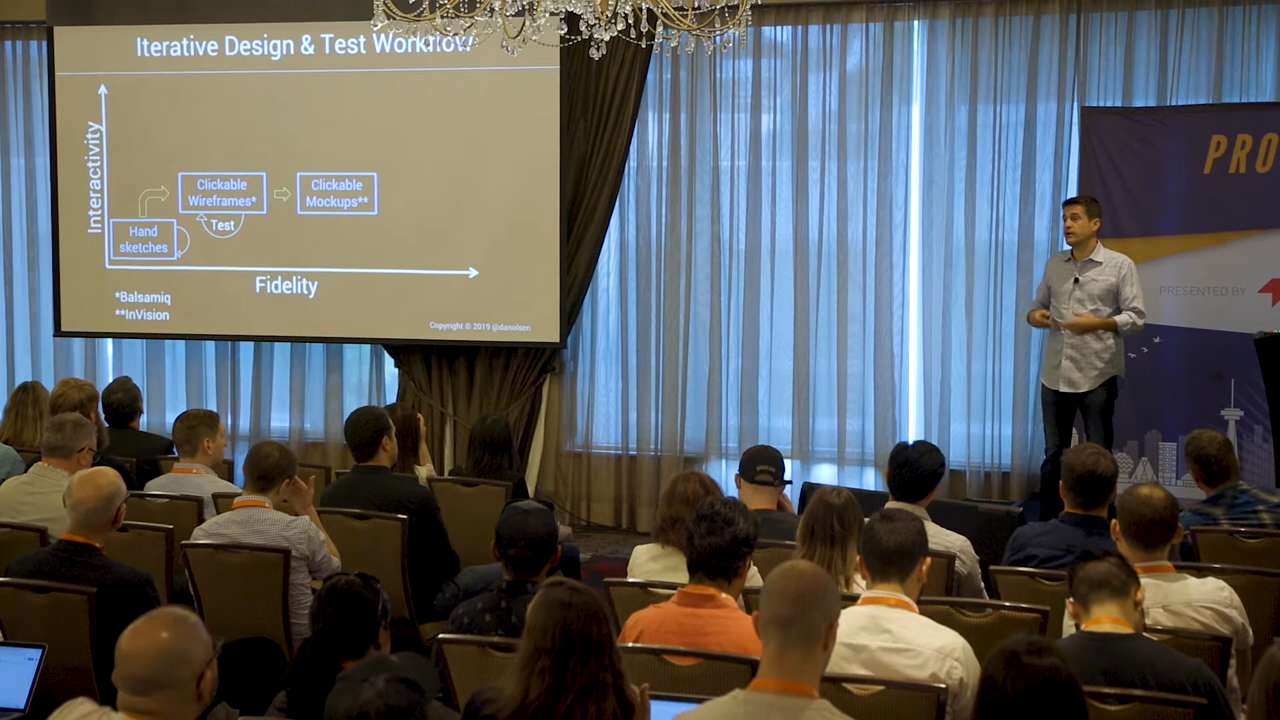 Iterative Design & Test Workflow
Interactivity
Clickable
Wireframes*
Clickable
Mockups**
Test
Hand
sketches
Fidelity
*Balsamiq
**InVision
Copyright © 2019 @danolsen
PRO
PRESENTED BY